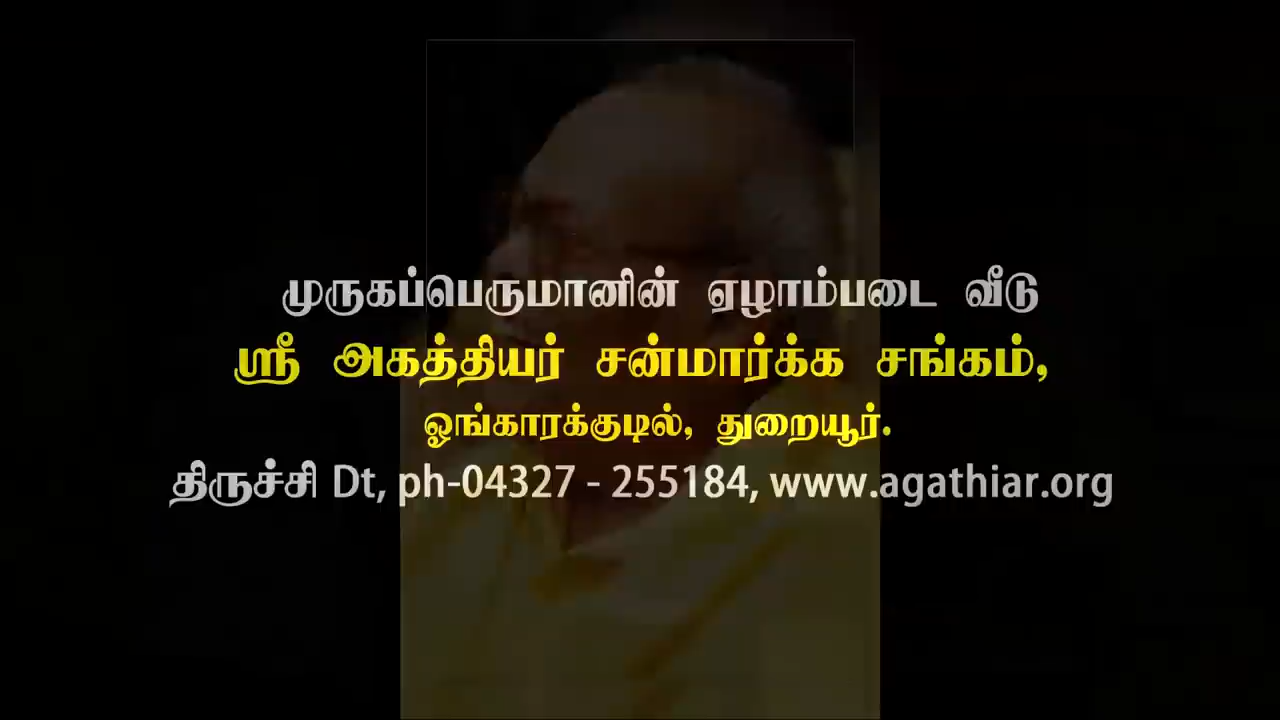 முருகப்பெருமானின் ஏழாம்படை வீடு
ஸ்ரீ அகத்தியர் சன்மார்க்க சங்கம்,
ஓங்காரக்குடில், துறையூர்.
திருச்சி Dt, ph-04327 - 255184, www.agathiar.org